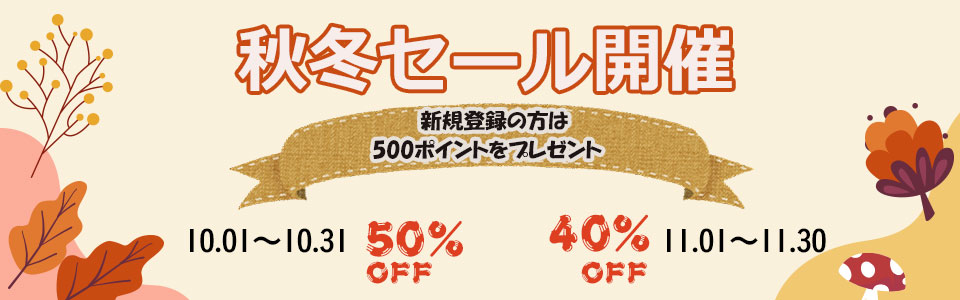 秋冬セール開催
新規登録の方は
500ポイントをプレゼント
10.01～10.31 50% OFF
40% OFF 11.01～11.30